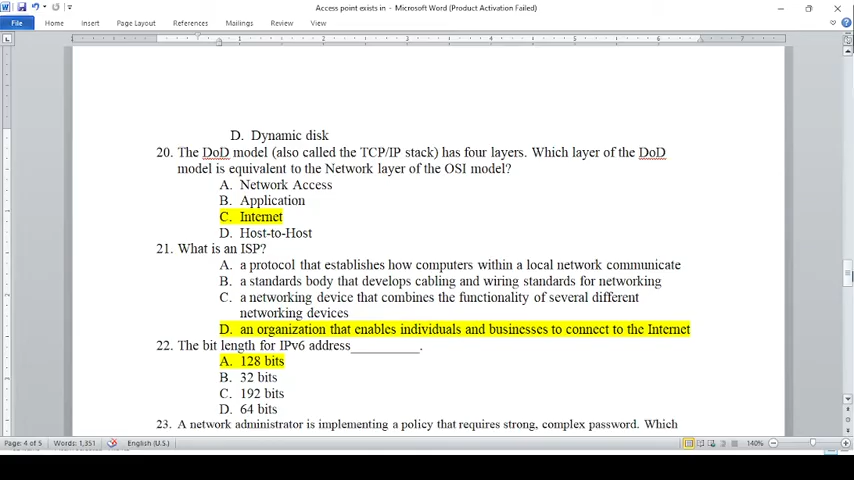 Access point exists in - Microsoft Word (Product Activation Failed)
File Home Insert Page Layout References Mailings Review View
D. Dynamic disk
20. The DoD model (also called the TCP/IP stack) has four layers. Which layer of the DoD
model is equivalent to the Network layer of the OSI model?
A. Network Access
B. Application
C. Internet
D. Host-to-Host
21. What is an ISP?
A. a protocol that establishes how computers within a local network communicate
B. a standards body that develops cabling and wiring standards for networking
C. a networking device that combines the functionality of several different
networking devices
D. an organization that enables individuals and businesses to connect to the Internet
22. The bit length for IPv6 address__________.
A. 128 bits
B. 32 bits
C. 192 bits
D. 64 bits
23. A network administrator is implementing a policy that requires strong, complex password. Which
Page: 4 of 5 Words: 1,351 English (U.S.) 140%